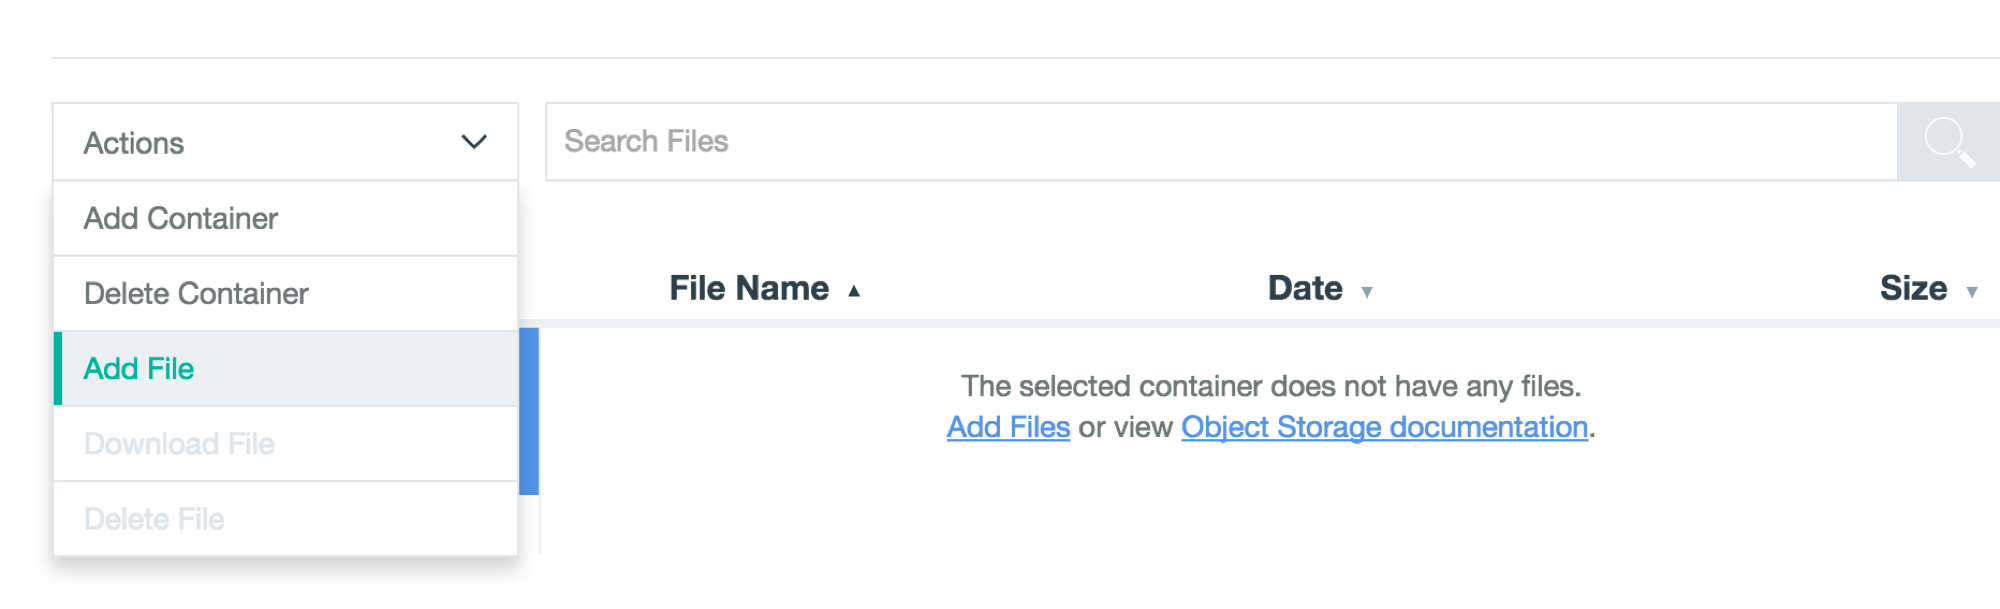 Actions
Search Files
Add Container
Delete Container
Add File
Download File
Delete File
File Name ▲ Date ▼ Size ▼
The selected container does not have any files.
Add Files or view Object Storage documentation.